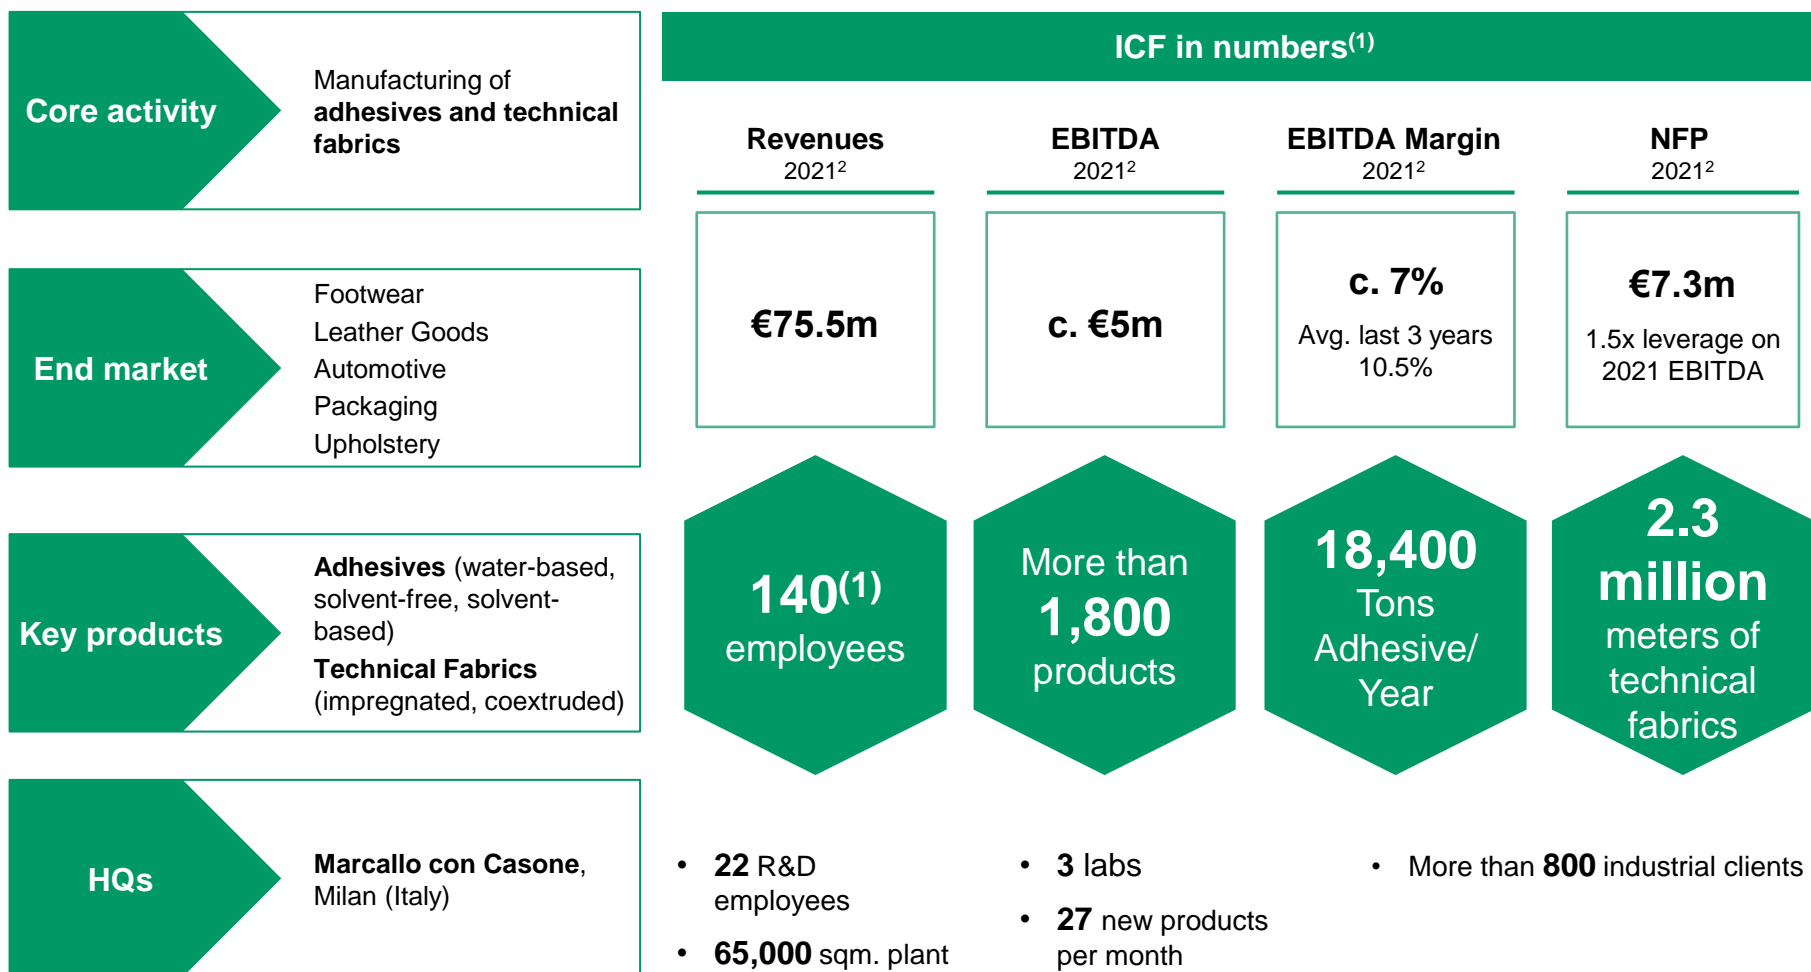 Core activity
Manufacturing of
adhesives and technical
fabrics
End market
Footwear
Leather Goods
Automotive
Packaging
Upholstery
Key products
Adhesives (water-based,
solvent-free, solvent-
based)
Technical Fabrics
(impregnated, coextruded)
HQs
Marcallo con Casone,
Milan (Italy)
ICF in numbers(1)
Revenues
2021²
€75.5m
EBITDA
2021²
c. €5m
EBITDA Margin
2021²
c. 7%
Avg. last 3 years
10.5%
NFP
2021²
€7.3m
1.5x leverage on
2021 EBITDA
140(1)
employees
More than
1,800
products
18,400
Tons
Adhesive/
Year
2.3
million
meters of
technical
fabrics
• 22 R&D
employees
• 65,000 sqm. plant
• 3 labs
• 27 new products
per month
• More than 800 industrial clients